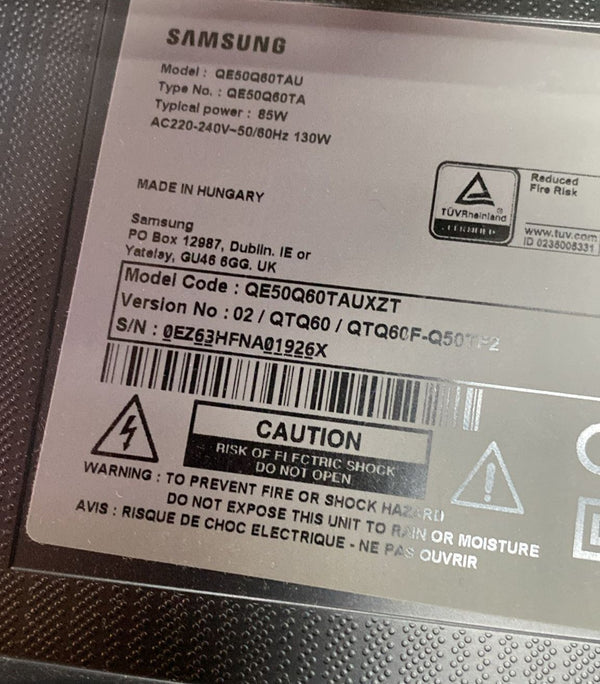 SAMSUNG
Model : QE50Q60TAU
Type No. : QE50Q60TA
Typical power : 85W
AC220-240V~50/60Hz 130W
MADE IN HUNGARY
TÜVRheinland®
CERTIFIED
Reduced
Fire Risk
www.tuv.com
ID 0236006331
Samsung
PO Box 12987, Dublin. IE or
Yateley, GU46 6GG. UK
Model Code : QE50Q60TAUXZT
Version No : 02 / QTQ60 /
S/N : 0EZ63HFNA01926X
CAUTION
RISK OF ELECTRIC SHOCK
DO NOT OPEN
WARNING : TO PREVENT FIRE OR SHOCK HAZARD
DO NOT EXPOSE THIS UNIT TO RAIN OR MOISTURE
AVIS : RISQUE DE CHOC ELECTRIQUE - NE PAS OUVRIR